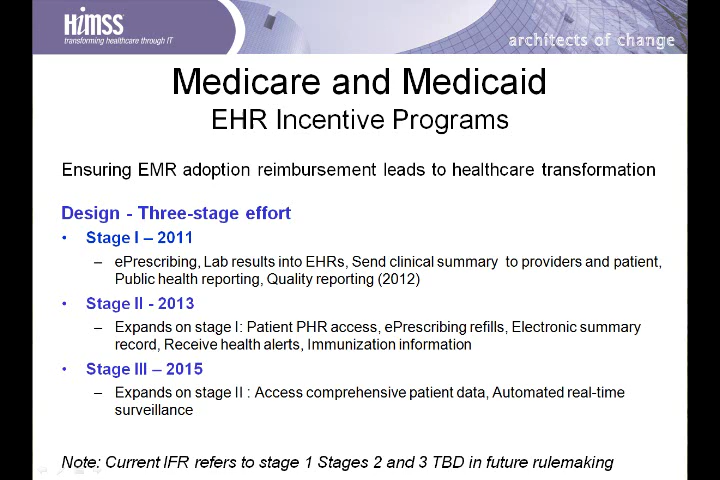 HiMSS
transforming healthcare through IT
architects of change
Medicare and Medicaid
EHR Incentive Programs
Ensuring EMR adoption reimbursement leads to healthcare transformation
Design - Three-stage effort
• Stage I – 2011
– ePrescribing, Lab results into EHRs, Send clinical summary to providers and patient,
Public health reporting, Quality reporting (2012)
• Stage II - 2013
– Expands on stage I: Patient PHR access, ePrescribing refills, Electronic summary
record, Receive health alerts, Immunization information
• Stage III – 2015
– Expands on stage II : Access comprehensive patient data, Automated real-time
surveillance
Note: Current IFR refers to stage 1 Stages 2 and 3 TBD in future rulemaking